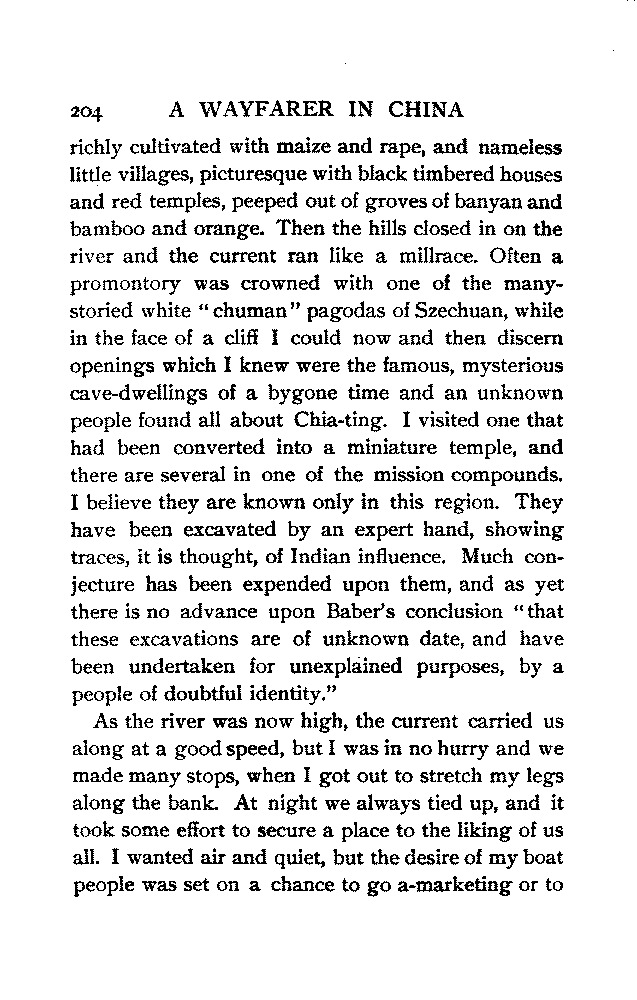 204 A WAYFARER IN CHINA
richly cultivated with maize and rape, and nameless
little villages, picturesque with black timbered houses
and red temples, peeped out of groves of banyan and
bamboo and orange. Then the hills closed in on the
river and the current ran like a millrace. Often a
promontory was crowned with one of the many-
storied white "chuman" pagodas of Szechuan, while
in the face of a cliff I could now and then discern
openings which I knew were the famous, mysterious
cave-dwellings of a bygone time and an unknown
people found all about Chia-ting. I visited one that
had been converted into a miniature temple, and
there are several in one of the mission compounds.
I believe they are known only in this region. They
have been excavated by an expert hand, showing
traces, it is thought, of Indian influence. Much con-
jecture has been expended upon them, and as yet
there is no advance upon Baber's conclusion "that
these excavations are of unknown date, and have
been undertaken for unexplained purposes, by a
people of doubtful identity."
As the river was now high, the current carried us
along at a good speed, but I was in no hurry and we
made many stops, when I got out to stretch my legs
along the bank. At night we always tied up, and it
took some effort to secure a place to the liking of us
all. I wanted air and quiet, but the desire of my boat
people was set on a chance to go a-marketing or to